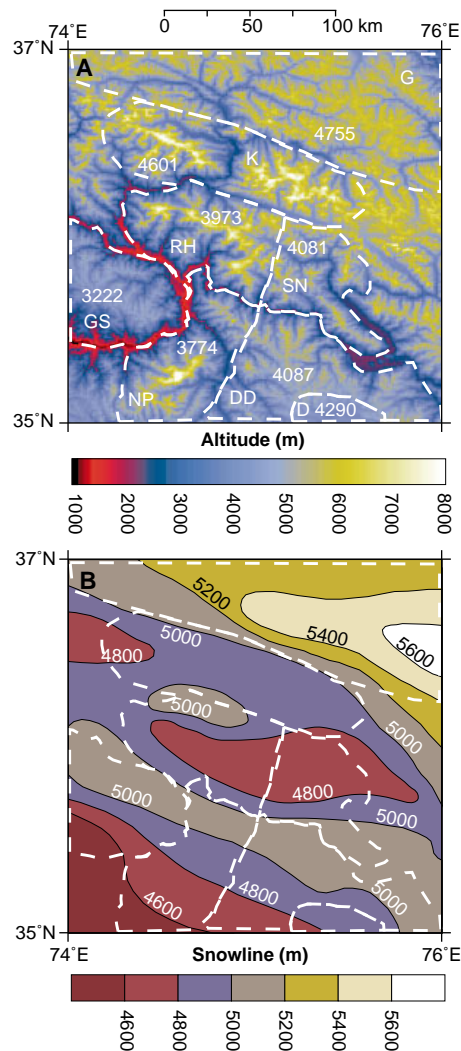 0 50 100 km
74˚E 76˚E
37˚N
A
G
4755
K
4601
3973
RH
4081
3222
SN
GS
3774
4087
NP
DD
D 4290
35˚N
Altitude (m)
1000 2000 3000 4000 5000 6000 7000 8000
37˚N
B
5200
5000
5400
5600
4800
5000
5000
4800
5000
5000
4600
4800
5000
35˚N
74˚E 76˚E
Snowline (m)
4600 4800 5000 5200 5400 5600